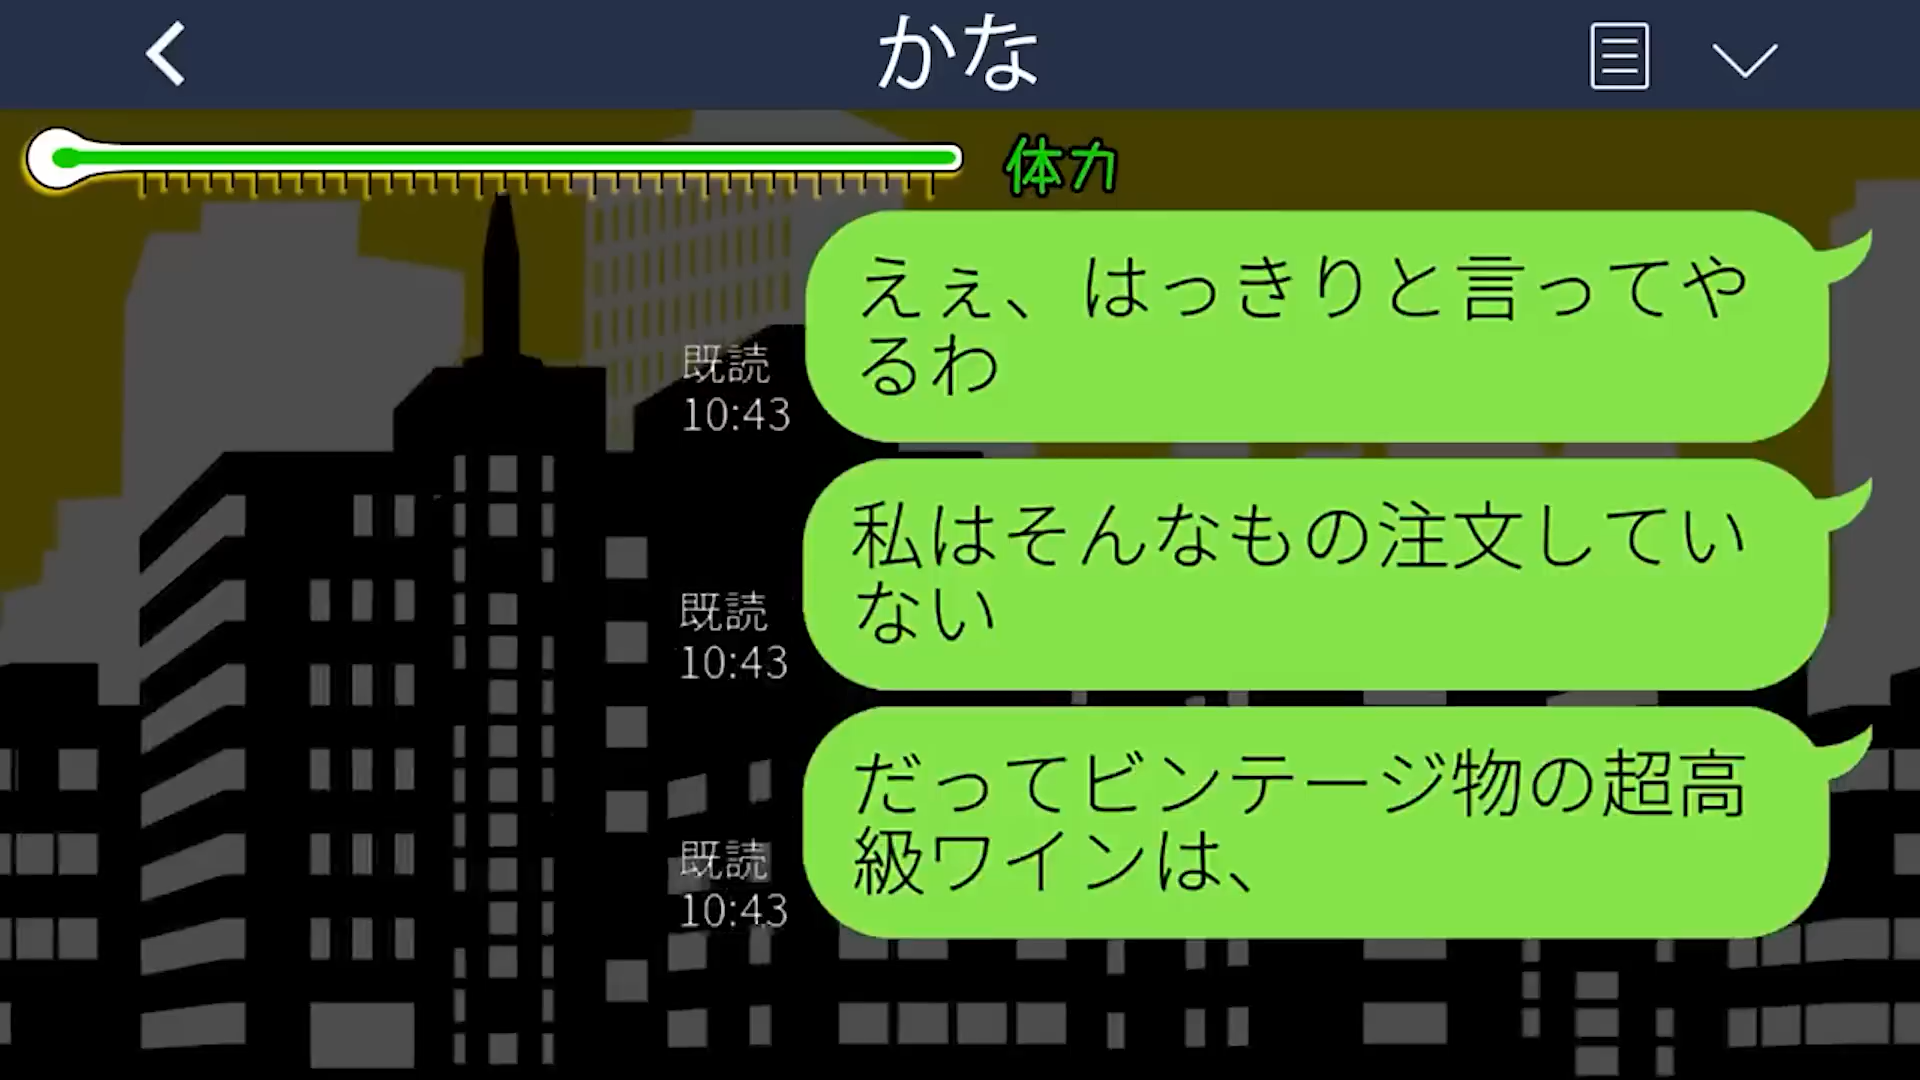 かな
体力
えぇ、はっきりと言ってや
るわ
既読
10:43
私はそんなもの注文してい
ない
既読
10:43
だってビンテージ物の超高
級ワインは、
既読
10:43